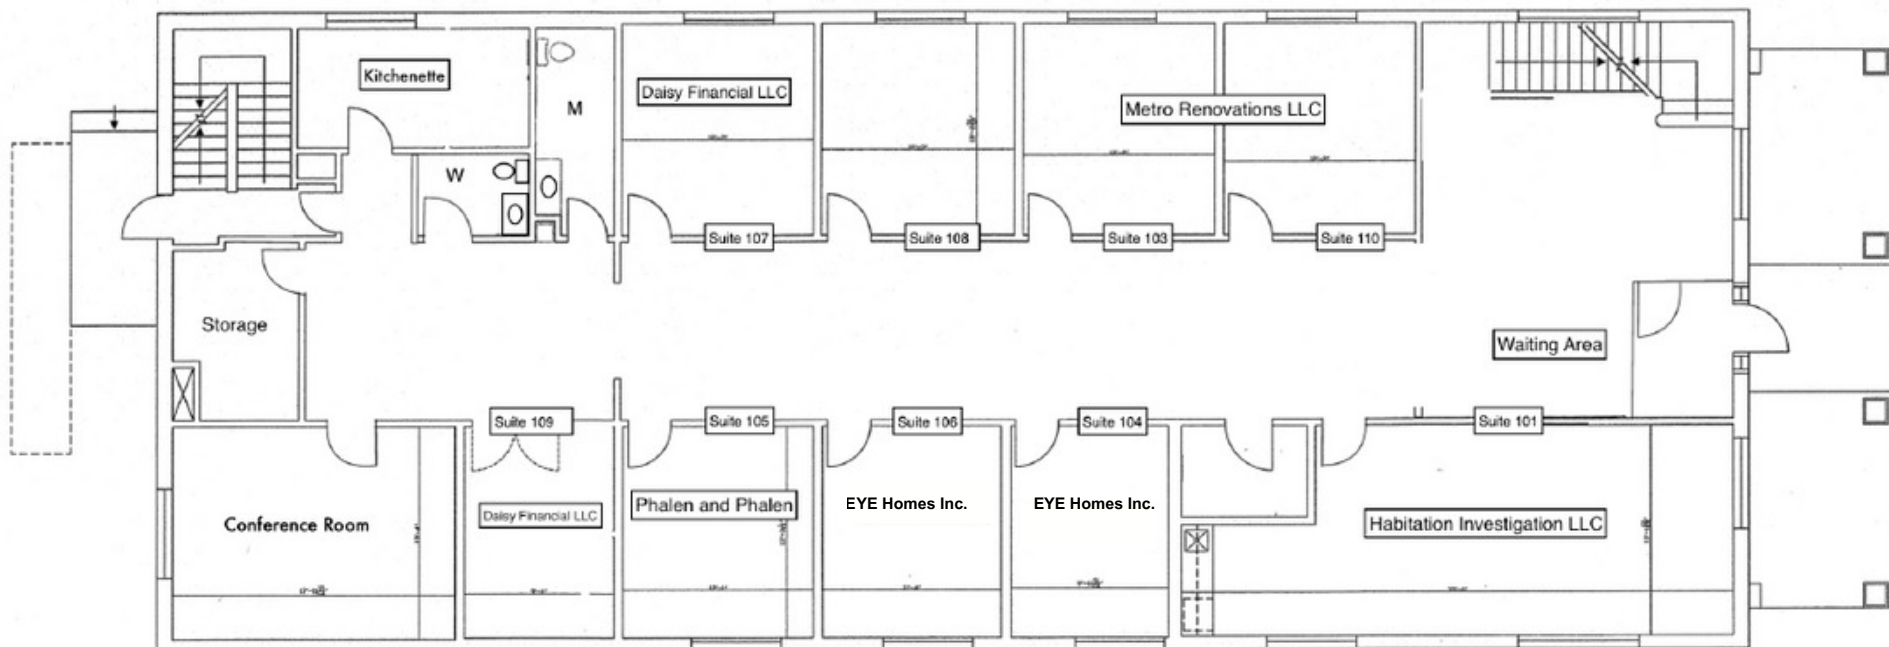 Kitchenette
Daisy Financial LLC
M
Metro Renovations LLC
W
Suite 107
Suite 108
Suite 103
Suite 110
Storage
Waiting Area
Suite 109
Suite 105
Suite 106
Suite 104
Suite 101
Conference Room
Daisy Financial LLC
Phalen and Phalen
EYE Homes Inc.
EYE Homes Inc.
Habitation Investigation LLC